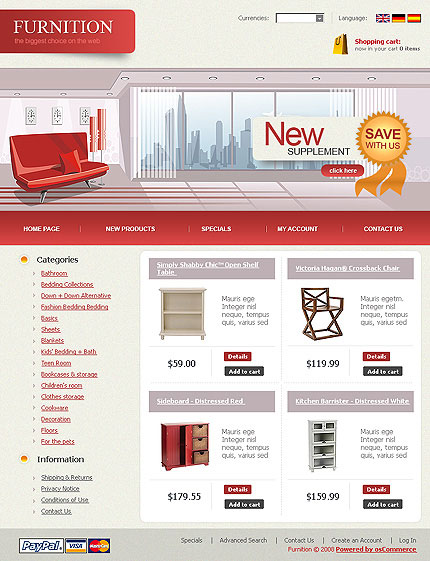 Currencies:
Language:
FURNITION
the biggest choice on the web
Shopping cart:
now in your cart 0 items
New
SUPPLEMENT
click here
SAVE
WITH US
HOME PAGE
NEW PRODUCTS
SPECIALS
MY ACCOUNT
CONTACT US
Categories
Bathroom
Bedding Collections
Down + Down Alternative
Fashion Bedding Bedding
Basics
Sheets
Blankets
Kids' Bedding + Bath
Teen Room
Bookcases & storage
Children's room
Clothes storage
Cookware
Decoration
Floors
For the pets
Information
Shipping & Returns
Privacy Notice
Conditions of Use
Contact Us
Simply Shabby Chic™ Open Shelf
Table
Mauris ege
Integer nisl
neque, tempus
quis, varius sed
$59.00
Details
Add to cart
Victoria Hagan® Crossback Chair
Mauris egetm.
Integer nisl
neque, tempus
quis, varius sed
$119.99
Details
Add to cart
Sideboard - Distressed Red
Mauris ege
Integer nisl
neque, tempus
quis, varius sed
$179.55
Details
Add to cart
Kitchen Barrister - Distressed White
Mauris ege
Integer nisl
neque, tempus
quis, varius sed
$159.99
Details
Add to cart
PayPal
VISA
MasterCard
Specials
Advanced Search
Contact Us
Create an Account
Log In
Furnition © 2008 Powered by osCommerce